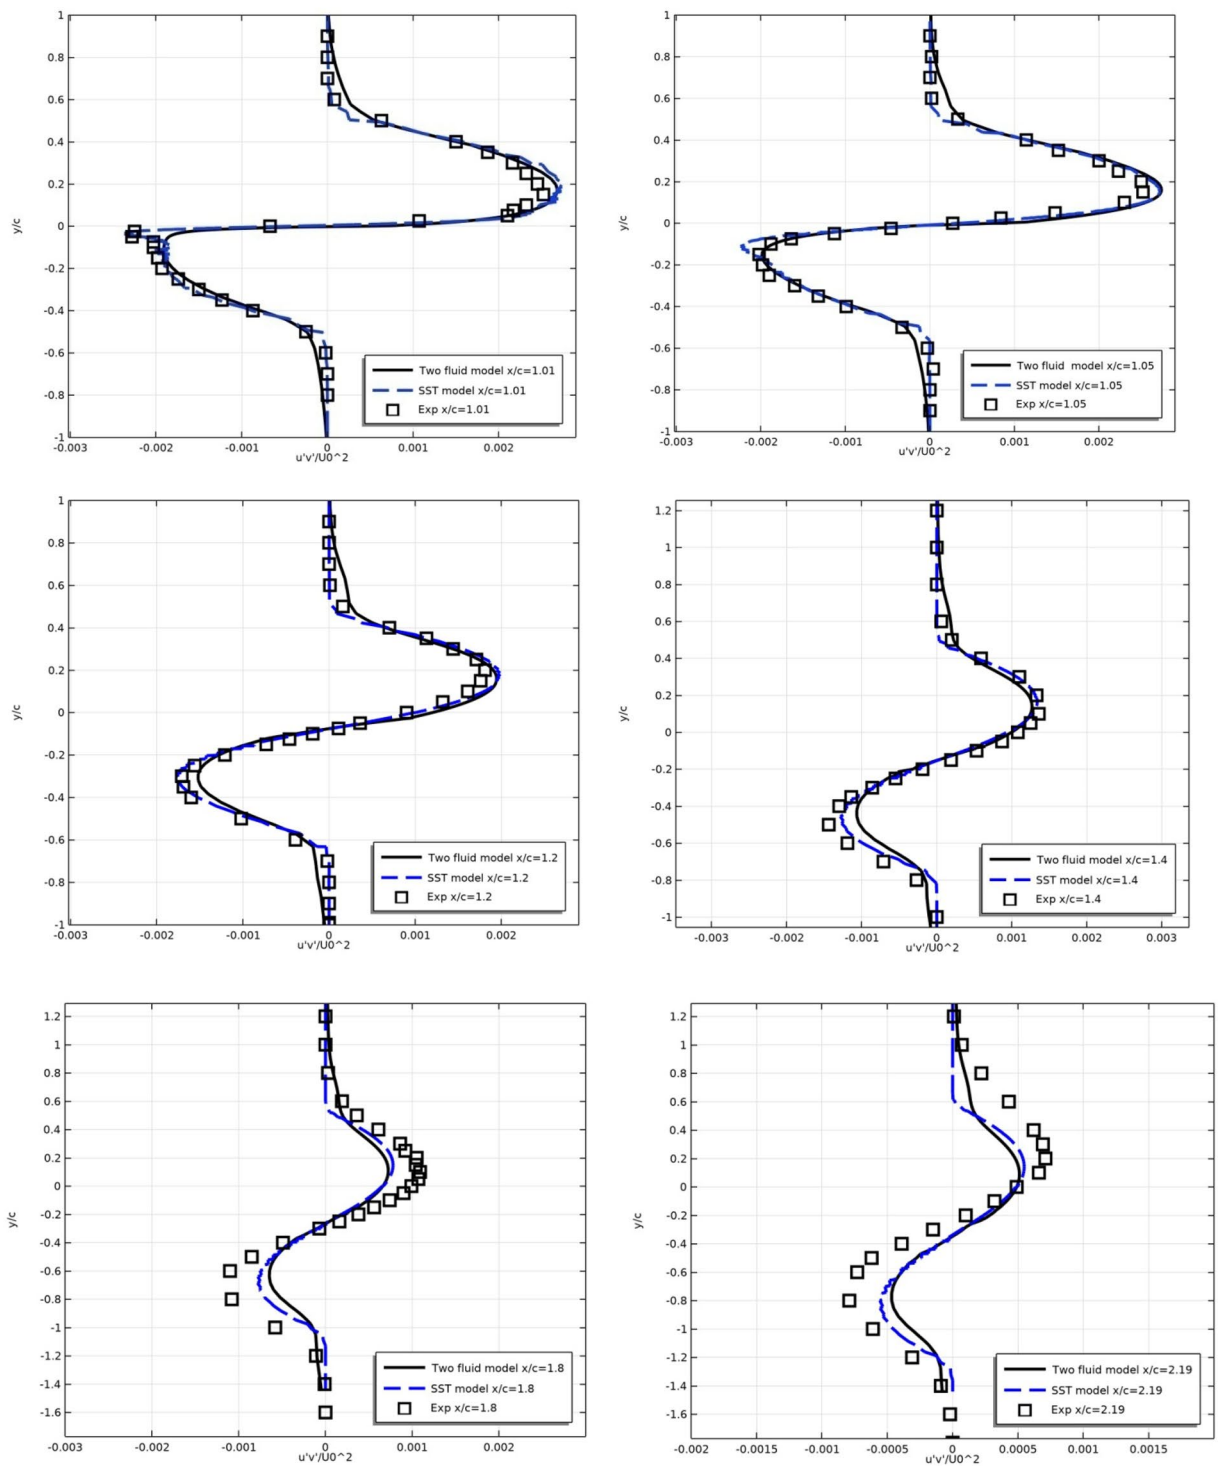 1
0.8
0.6
0.4
0.2
0
-0.2
-0.4
-0.6
-0.8
-1
y/c
-0.003 -0.002 -0.001 0 0.001 0.002
u'v'/U0^2
Two fluid model x/c=1.01
SST model x/c=1.01
Exp x/c=1.01
1
0.8
0.6
0.4
0.2
0
-0.2
-0.4
-0.6
-0.8
-1
y/c
-0.003 -0.002 -0.001 0 0.001 0.002
u'v'/U0^2
Two fluid model x/c=1.05
SST model x/c=1.05
Exp x/c=1.05
1
0.8
0.6
0.4
0.2
0
-0.2
-0.4
-0.6
-0.8
-1
y/c
-0.003 -0.002 -0.001 0 0.001 0.002
u'v'/U0^2
Two fluid model x/c=1.2
SST model x/c=1.2
Exp x/c=1.2
1.2
1
0.8
0.6
0.4
0.2
0
-0.2
-0.4
-0.6
-0.8
-1
y/c
-0.003 -0.002 -0.001 0 0.001 0.002 0.003
u'v'/U0^2
Two fluid model x/c=1.4
SST model x/c=1.4
Exp x/c=1.4
1.2
1
0.8
0.6
0.4
0.2
0
-0.2
-0.4
-0.6
-0.8
-1
-1.2
-1.4
-1.6
y/c
-0.003 -0.002 -0.001 0 0.001 0.002
u'v'/U0^2
Two fluid model x/c=1.8
SST model x/c=1.8
Exp x/c=1.8
1.2
1
0.8
0.6
0.4
0.2
0
-0.2
-0.4
-0.6
-0.8
-1
-1.2
-1.4
-1.6
y/c
-0.002 -0.0015 -0.001 -0.0005 0 0.0005 0.001 0.0015
u'v'/U0^2
Two fluid model x/c=2.19
SST model x/c=2.19
Exp x/c=2.19